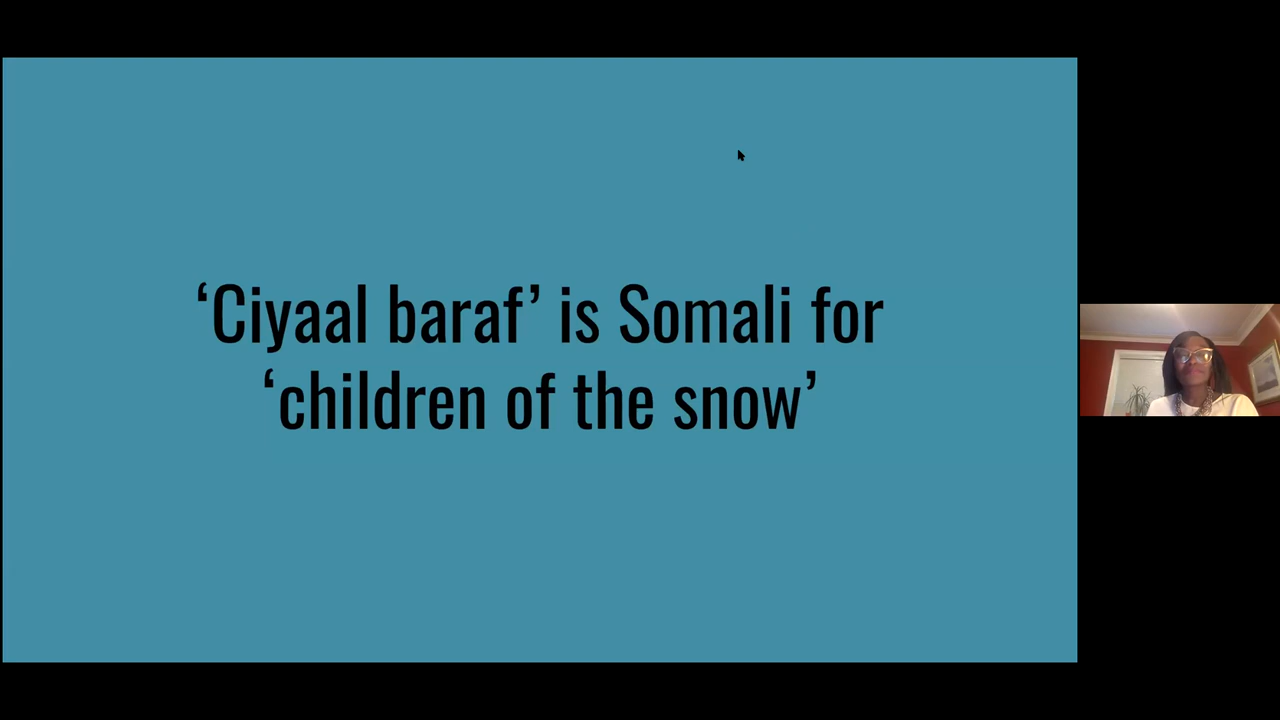 ‘Ciyaal baraf’ is Somali for
‘children of the snow’